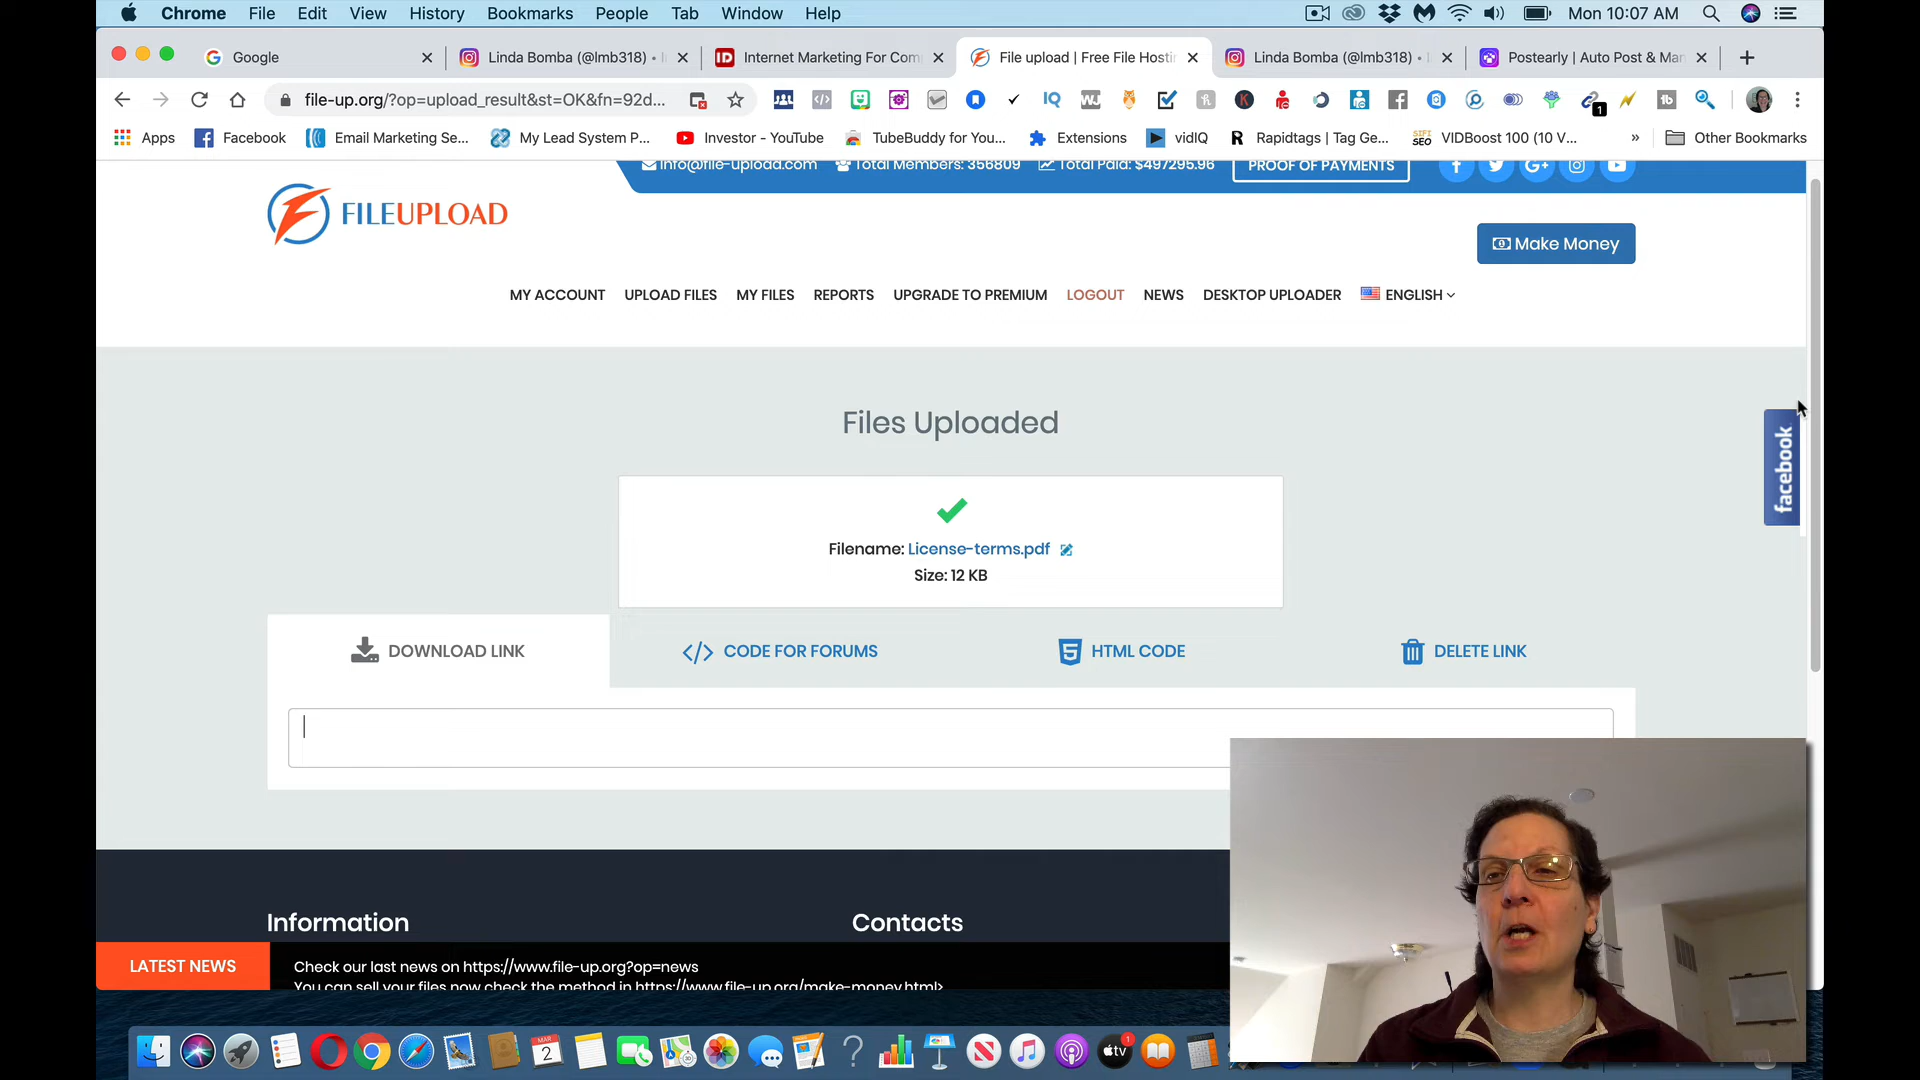 Chrome File Edit View History Bookmarks People Tab Window Help Mon 10:07 AM
Google Linda Bomba (@lmb318) • Internet Marketing For Com File upload | Free File Hostin Linda Bomba (@lmb318) • Postearly | Auto Post & Man
file-up.org/?op=upload_result&st=OK&fn=92d...
Apps Facebook Email Marketing Se... My Lead System P... Investor - YouTube TubeBuddy for You... Extensions vidIQ Rapidtags | Tag Ge... VIDBoost 100 (10 V... » Other Bookmarks
info@file-upload.com Total Members: 356809 Total Paid: $497295.96 PROOF OF PAYMENTS
FILEUPLOAD
Make Money
MY ACCOUNT UPLOAD FILES MY FILES REPORTS UPGRADE TO PREMIUM LOGOUT NEWS DESKTOP UPLOADER ENGLISH
Files Uploaded
facebook
Filename: License-terms.pdf
Size: 12 KB
DOWNLOAD LINK CODE FOR FORUMS HTML CODE DELETE LINK
Information Contacts
LATEST NEWS Check our last news on https://www.file-up.org?op=news
You can sell your files now check the method in https://www.file-up.org/make-money.html>
MAR
2
tv
1